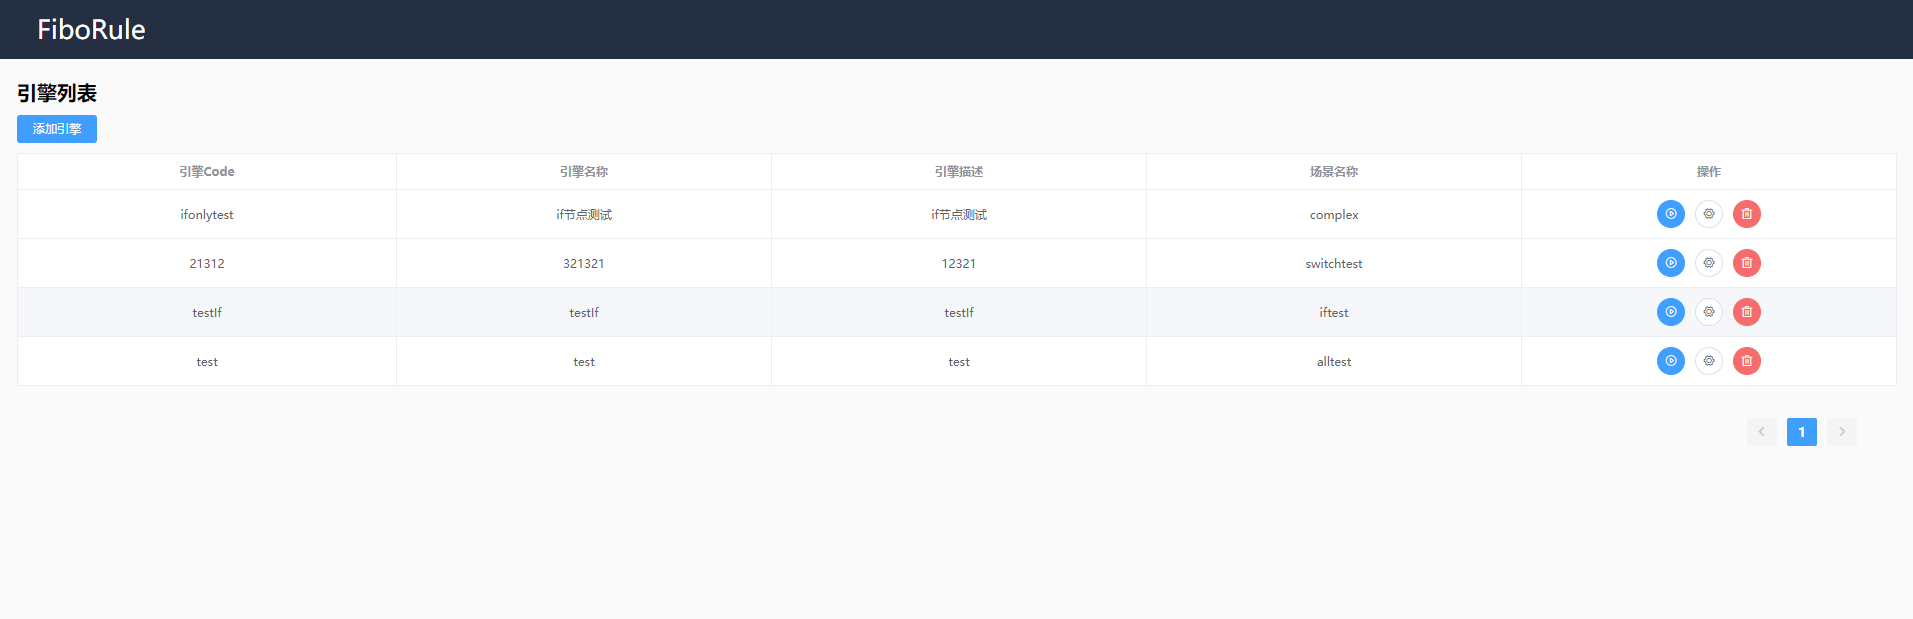 FiboRule
引擎列表
添加引擎
引擎Code 引擎名称 引擎描述 场景名称 操作
ifonlytest if节点测试 if节点测试 complex
21312 321321 12321 switchtest
testIf testIf testIf iftest
test test test alltest
1